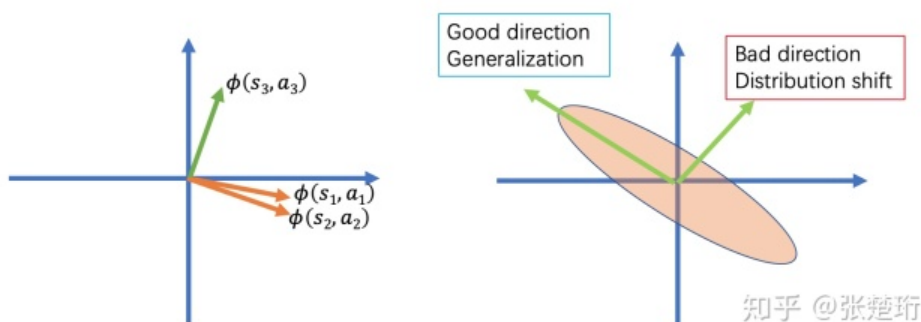 ϕ(s₃, a₃)
ϕ(s₁, a₁)
ϕ(s₂, a₂)
Good direction
Generalization
Bad direction
Distribution shift
知乎 @张楚珩